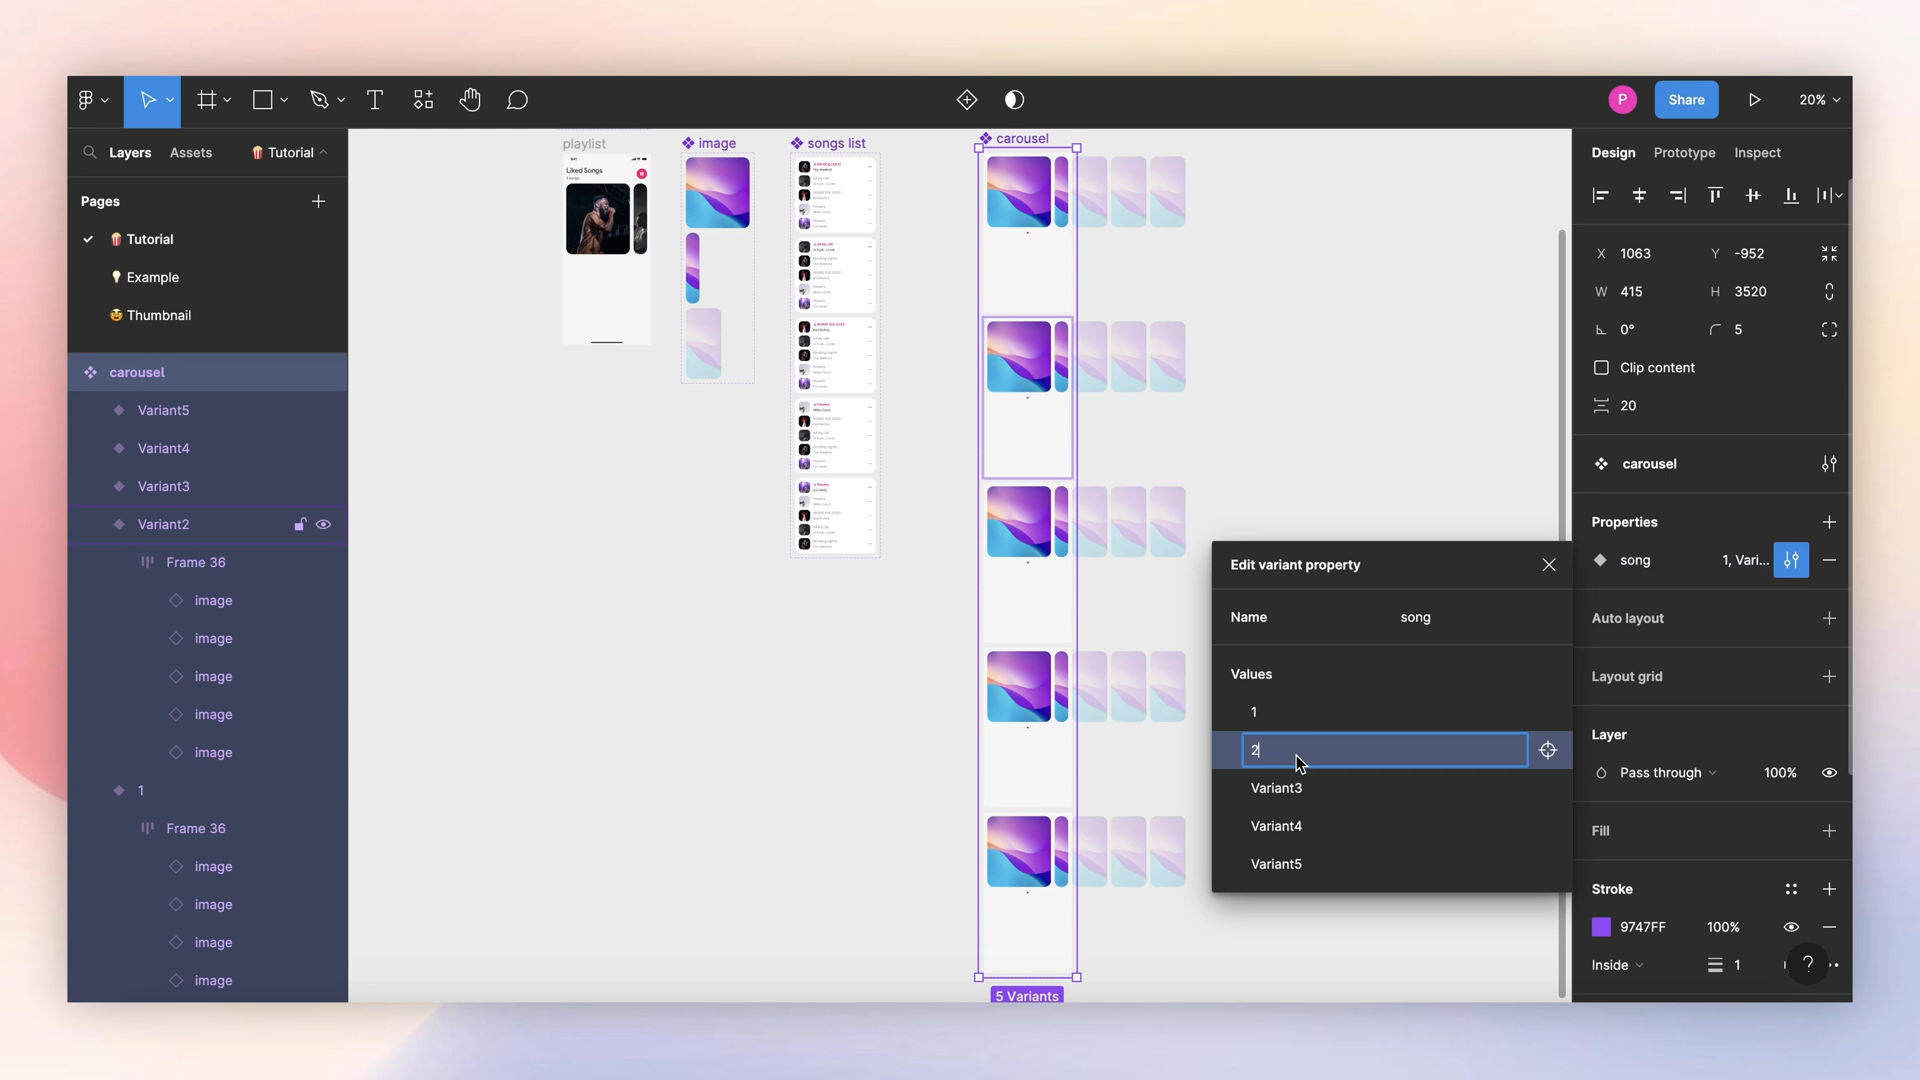 P
Share
20%
Layers
Assets
🍿 Tutorial
Pages
🍿 Tutorial
💡 Example
Thumbnail
carousel
Variant5
Variant4
Variant3
Variant2
Frame 36
image
image
image
image
image
1
Frame 36
image
image
image
image
playlist
Liked Songs
image
songs list
carousel
5 Variants
Edit variant property
Name
song
Values
1
2
Variant3
Variant4
Variant5
Design
Prototype
Inspect
X 1063
Y -952
W 415
H 3520
0°
5
Clip content
20
carousel
Properties
song
1, Vari...
Auto layout
Layout grid
Layer
Pass through
100%
Fill
Stroke
9747FF
100%
Inside
1
?